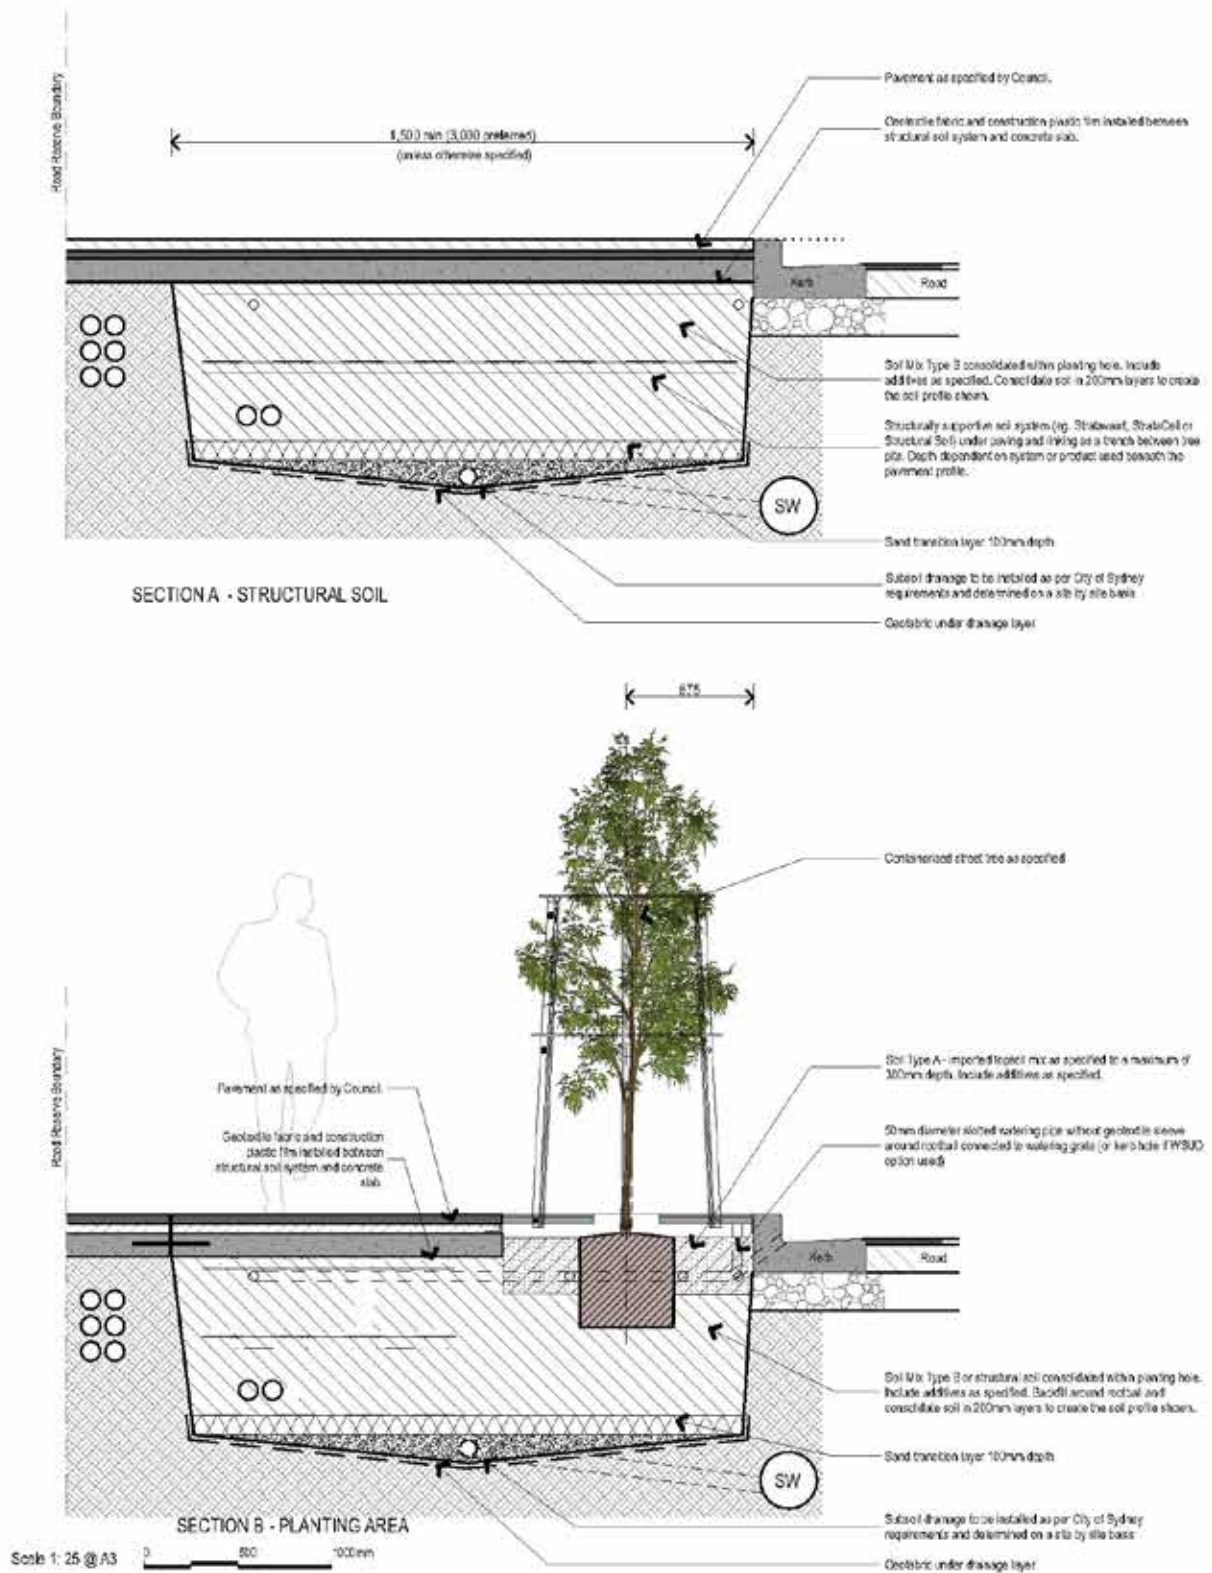 Road Reserve Boundary
1,500 min (3,000 preferred)
(unless otherwise specified)
Pavement as specified by Council.
Geotextile fabric and construction plastic film installed between
structural soil system and concrete slab.
Kerb
Road
Soil Mix Type B consolidated within planting hole. Include
additives as specified. Consolidate soil in 200mm layers to create
the soil profile shown.
Structurally supportive soil system (eg. Stratavault, StrataCell or
Structural Soil) under paving and linking as a trench between tree
pits. Depth dependent on system or product used beneath the
pavement profile.
SW
Sand transition layer 100mm depth
Subsoil drainage to be installed as per City of Sydney
requirements and determined on a site by site basis
Geofabric under drainage layer
SECTION A - STRUCTURAL SOIL
675
Containerised street tree as specified
Road Reserve Boundary
Pavement as specified by Council
Geotextile fabric and construction
plastic film installed between
structural soil system and concrete
slab.
Soil Type A - imported topsoil mix as specified to a maximum of
300mm depth. Include additives as specified.
50mm diameter slotted watering pipe without geotextile sleeve
around rootball connected to watering grate (or kerb hole if WSUD
option used)
Kerb
Road
Soil Mix Type B or structural soil consolidated within planting hole.
Include additives as specified. Backfill around rootball and
consolidate soil in 200mm layers to create the soil profile shown.
Sand transition layer 100mm depth
SW
Subsoil drainage to be installed as per City of Sydney
requirements and determined on a site by site basis
Geofabric under drainage layer
SECTION B - PLANTING AREA
Scale 1: 25 @ A3
0 500 1000mm